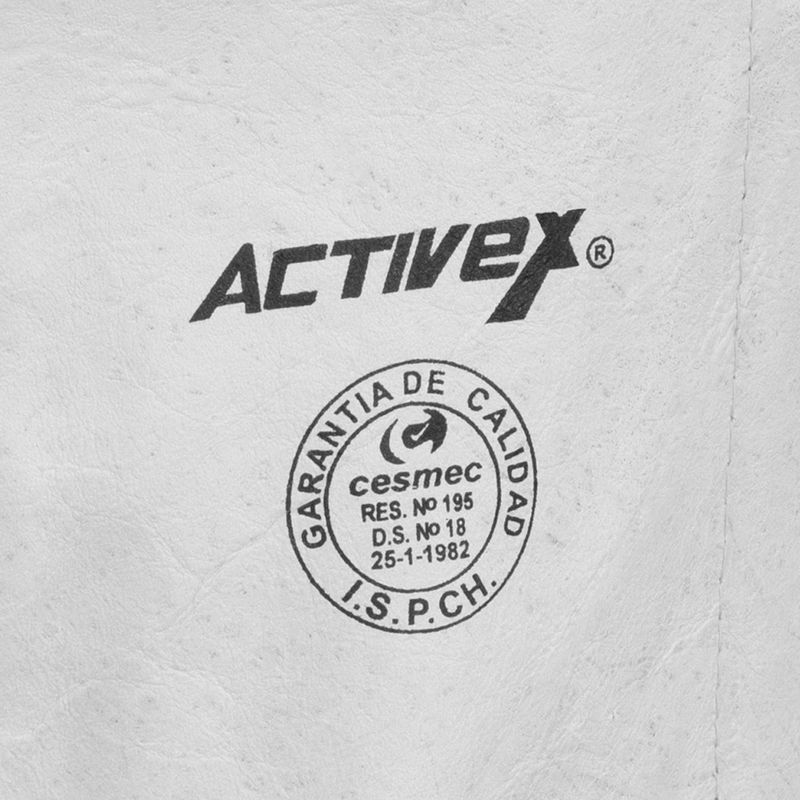 ACTIVEX®
GARANTIA DE CALIDAD
cesmec
RES. No 195
D.S. No 18
25-1-1982
I.S.P.CH.